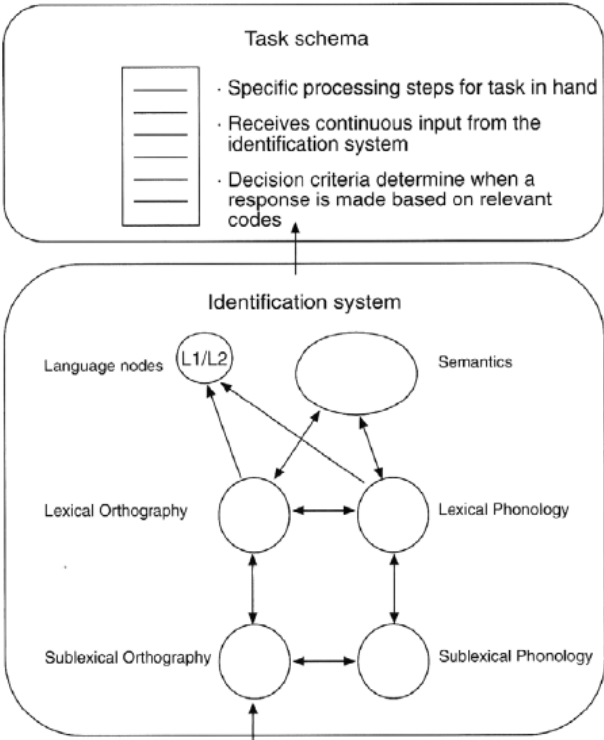 Task schema
· Specific processing steps for task in hand
· Receives continuous input from the
identification system
· Decision criteria determine when a
response is made based on relevant
codes
Identification system
Language nodes
L1/L2
Semantics
Lexical Orthography
Lexical Phonology
Sublexical Orthography
Sublexical Phonology